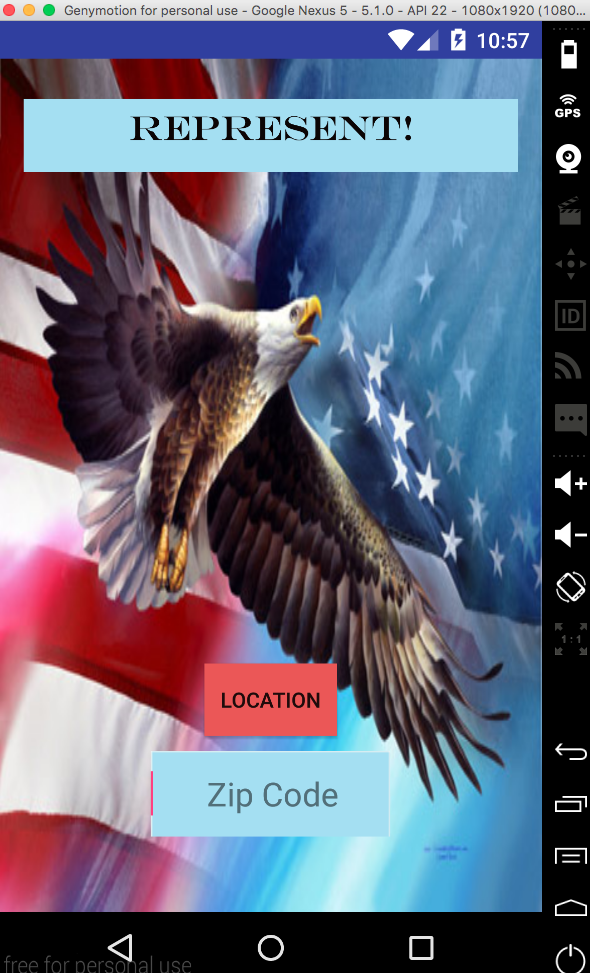 Genymotion for personal use - Google Nexus 5 - 5.1.0 - API 22 - 1080x1920 (1080...
10:57
GPS
REPRESENT!
ID
1:1
LOCATION
Zip Code
free for personal use